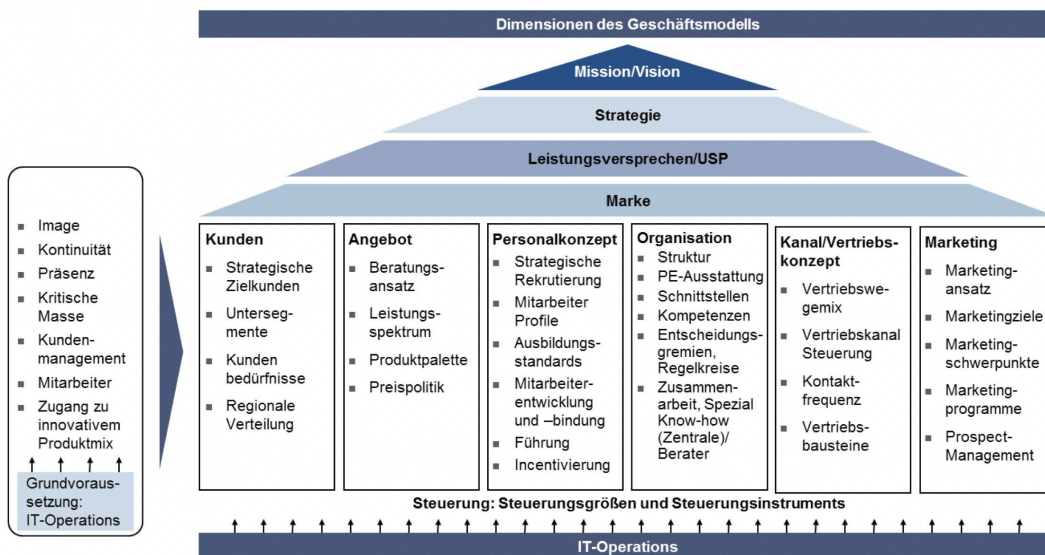 Dimensionen des Geschäftsmodells
Mission/Vision
Strategie
Leistungsversprechen/USP
Marke
Image
Kontinuität
Präsenz
Kritische
Masse
Kunden-
management
Mitarbeiter
Zugang zu
innovativem
Produktmix
Grundvoraus-
setzung:
IT-Operations
Kunden
Strategische
Zielkunden
Unterseg-
mente
Kunden
bedürfnisse
Regionale
Verteilung
Angebot
Beratungs-
ansatz
Leistungs-
spektrum
Produktpalette
Preispolitik
Personalkonzept
Strategische
Rekrutierung
Mitarbeiter
Profile
Ausbildungs-
standards
Mitarbeiter-
entwicklung
und –bindung
Führung
Incentivierung
Organisation
Struktur
PE-Ausstattung
Schnittstellen
Kompetenzen
Entscheidungs-
gremien,
Regelkreise
Zusammen-
arbeit, Spezial
Know-how
(Zentrale)/
Berater
Kanal/Vertriebs-
konzept
Vertriebswe-
gemix
Vertriebskanal
Steuerung
Kontakt-
frequenz
Vertriebs-
bausteine
Marketing
Marketing-
ansatz
Marketingziele
Marketing-
schwerpunkte
Marketing-
programme
Prospect-
Management
Steuerung: Steuerungsgrößen und Steuerungsinstruments
IT-Operations